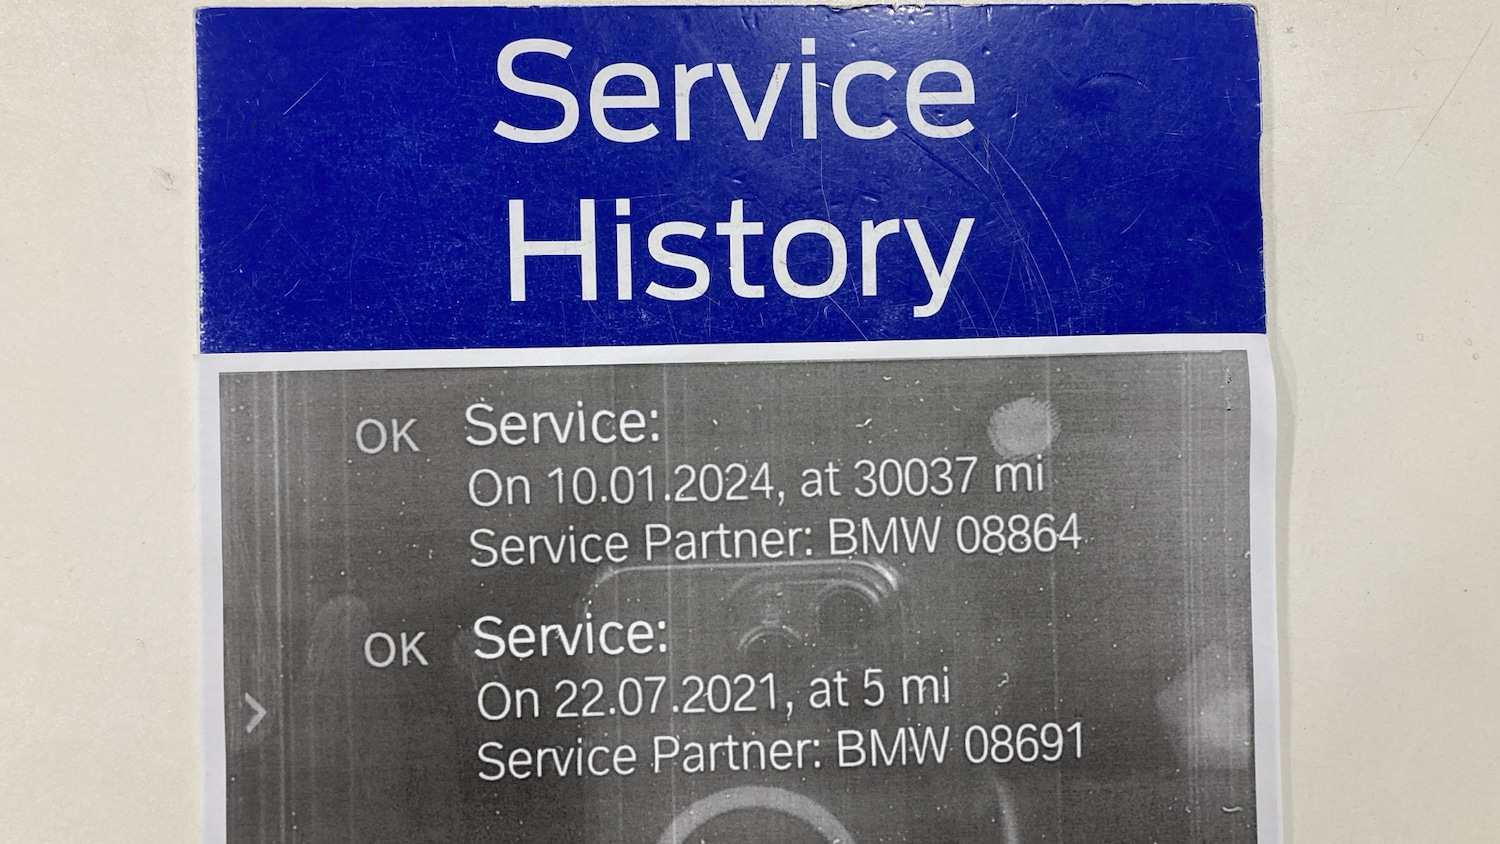 Service
History
OK Service:
On 10.01.2024, at 30037 mi
Service Partner: BMW 08864
OK Service:
On 22.07.2021, at 5 mi
Service Partner: BMW 08691